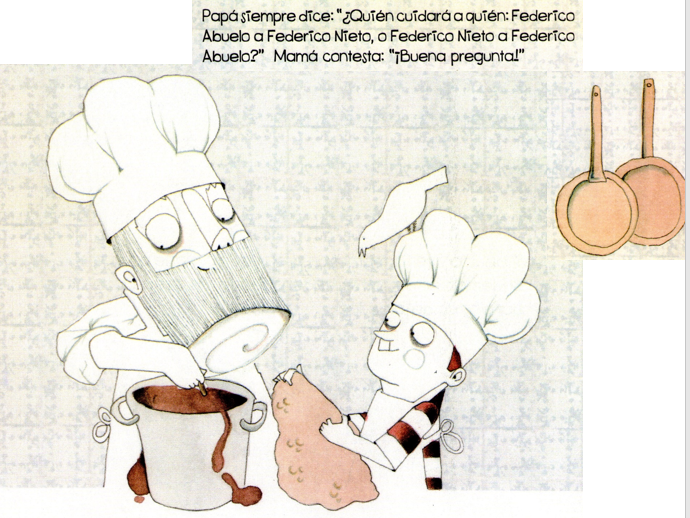 Papá siempre dice: "¿Quién cuidará a quién: Federico
Abuelo a Federico Nieto, o Federico Nieto a Federico
Abuelo?" Mamá contesta: "¡Buena pregunta!"